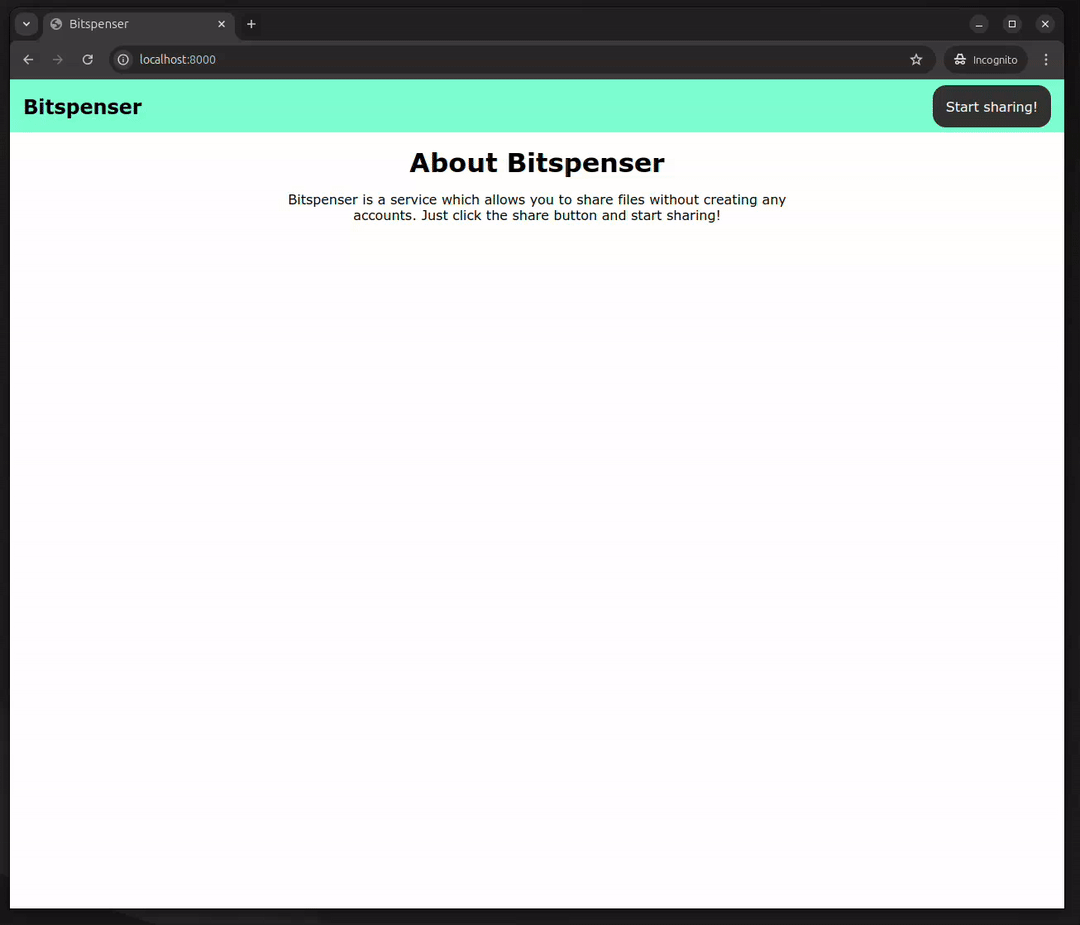 Bitspenser
localhost:8000
Incognito
Bitspenser
Start sharing!
About Bitspenser
Bitspenser is a service which allows you to share files without creating any
accounts. Just click the share button and start sharing!